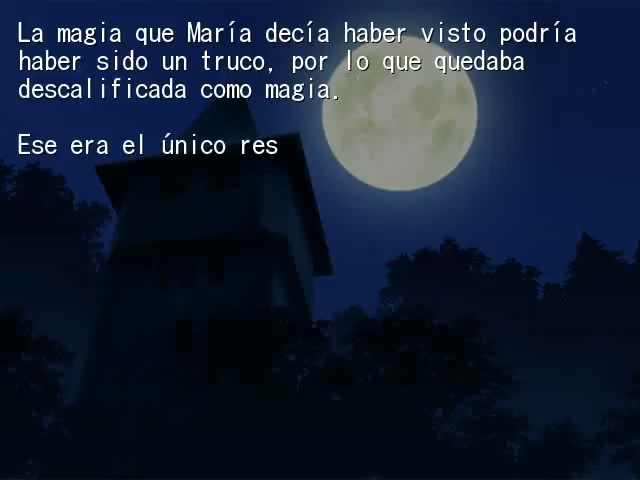 La magia que María decía haber visto podría
haber sido un truco, por lo que quedaba
descalificada como magia.
Ese era el único res